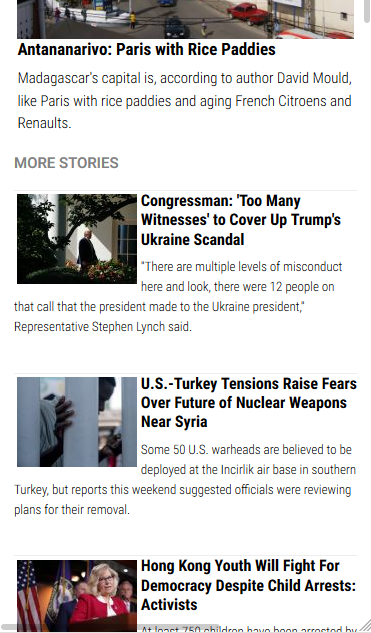 Antananarivo: Paris with Rice Paddies
Madagascar's capital is, according to author David Mould,
like Paris with rice paddies and aging French Citroens and
Renaults.
MORE STORIES
Congressman: 'Too Many
Witnesses' to Cover Up Trump's
Ukraine Scandal
"There are multiple levels of misconduct
here and look, there were 12 people on
that call that the president made to the Ukraine president,"
Representative Stephen Lynch said.
U.S.-Turkey Tensions Raise Fears
Over Future of Nuclear Weapons
Near Syria
Some 50 U.S. warheads are believed to be
deployed at the Incirlik air base in southern
Turkey, but reports this weekend suggested officials were reviewing
plans for their removal.
Hong Kong Youth Will Fight For
Democracy Despite Child Arrests:
Activists
At least 750 children have been arrested by